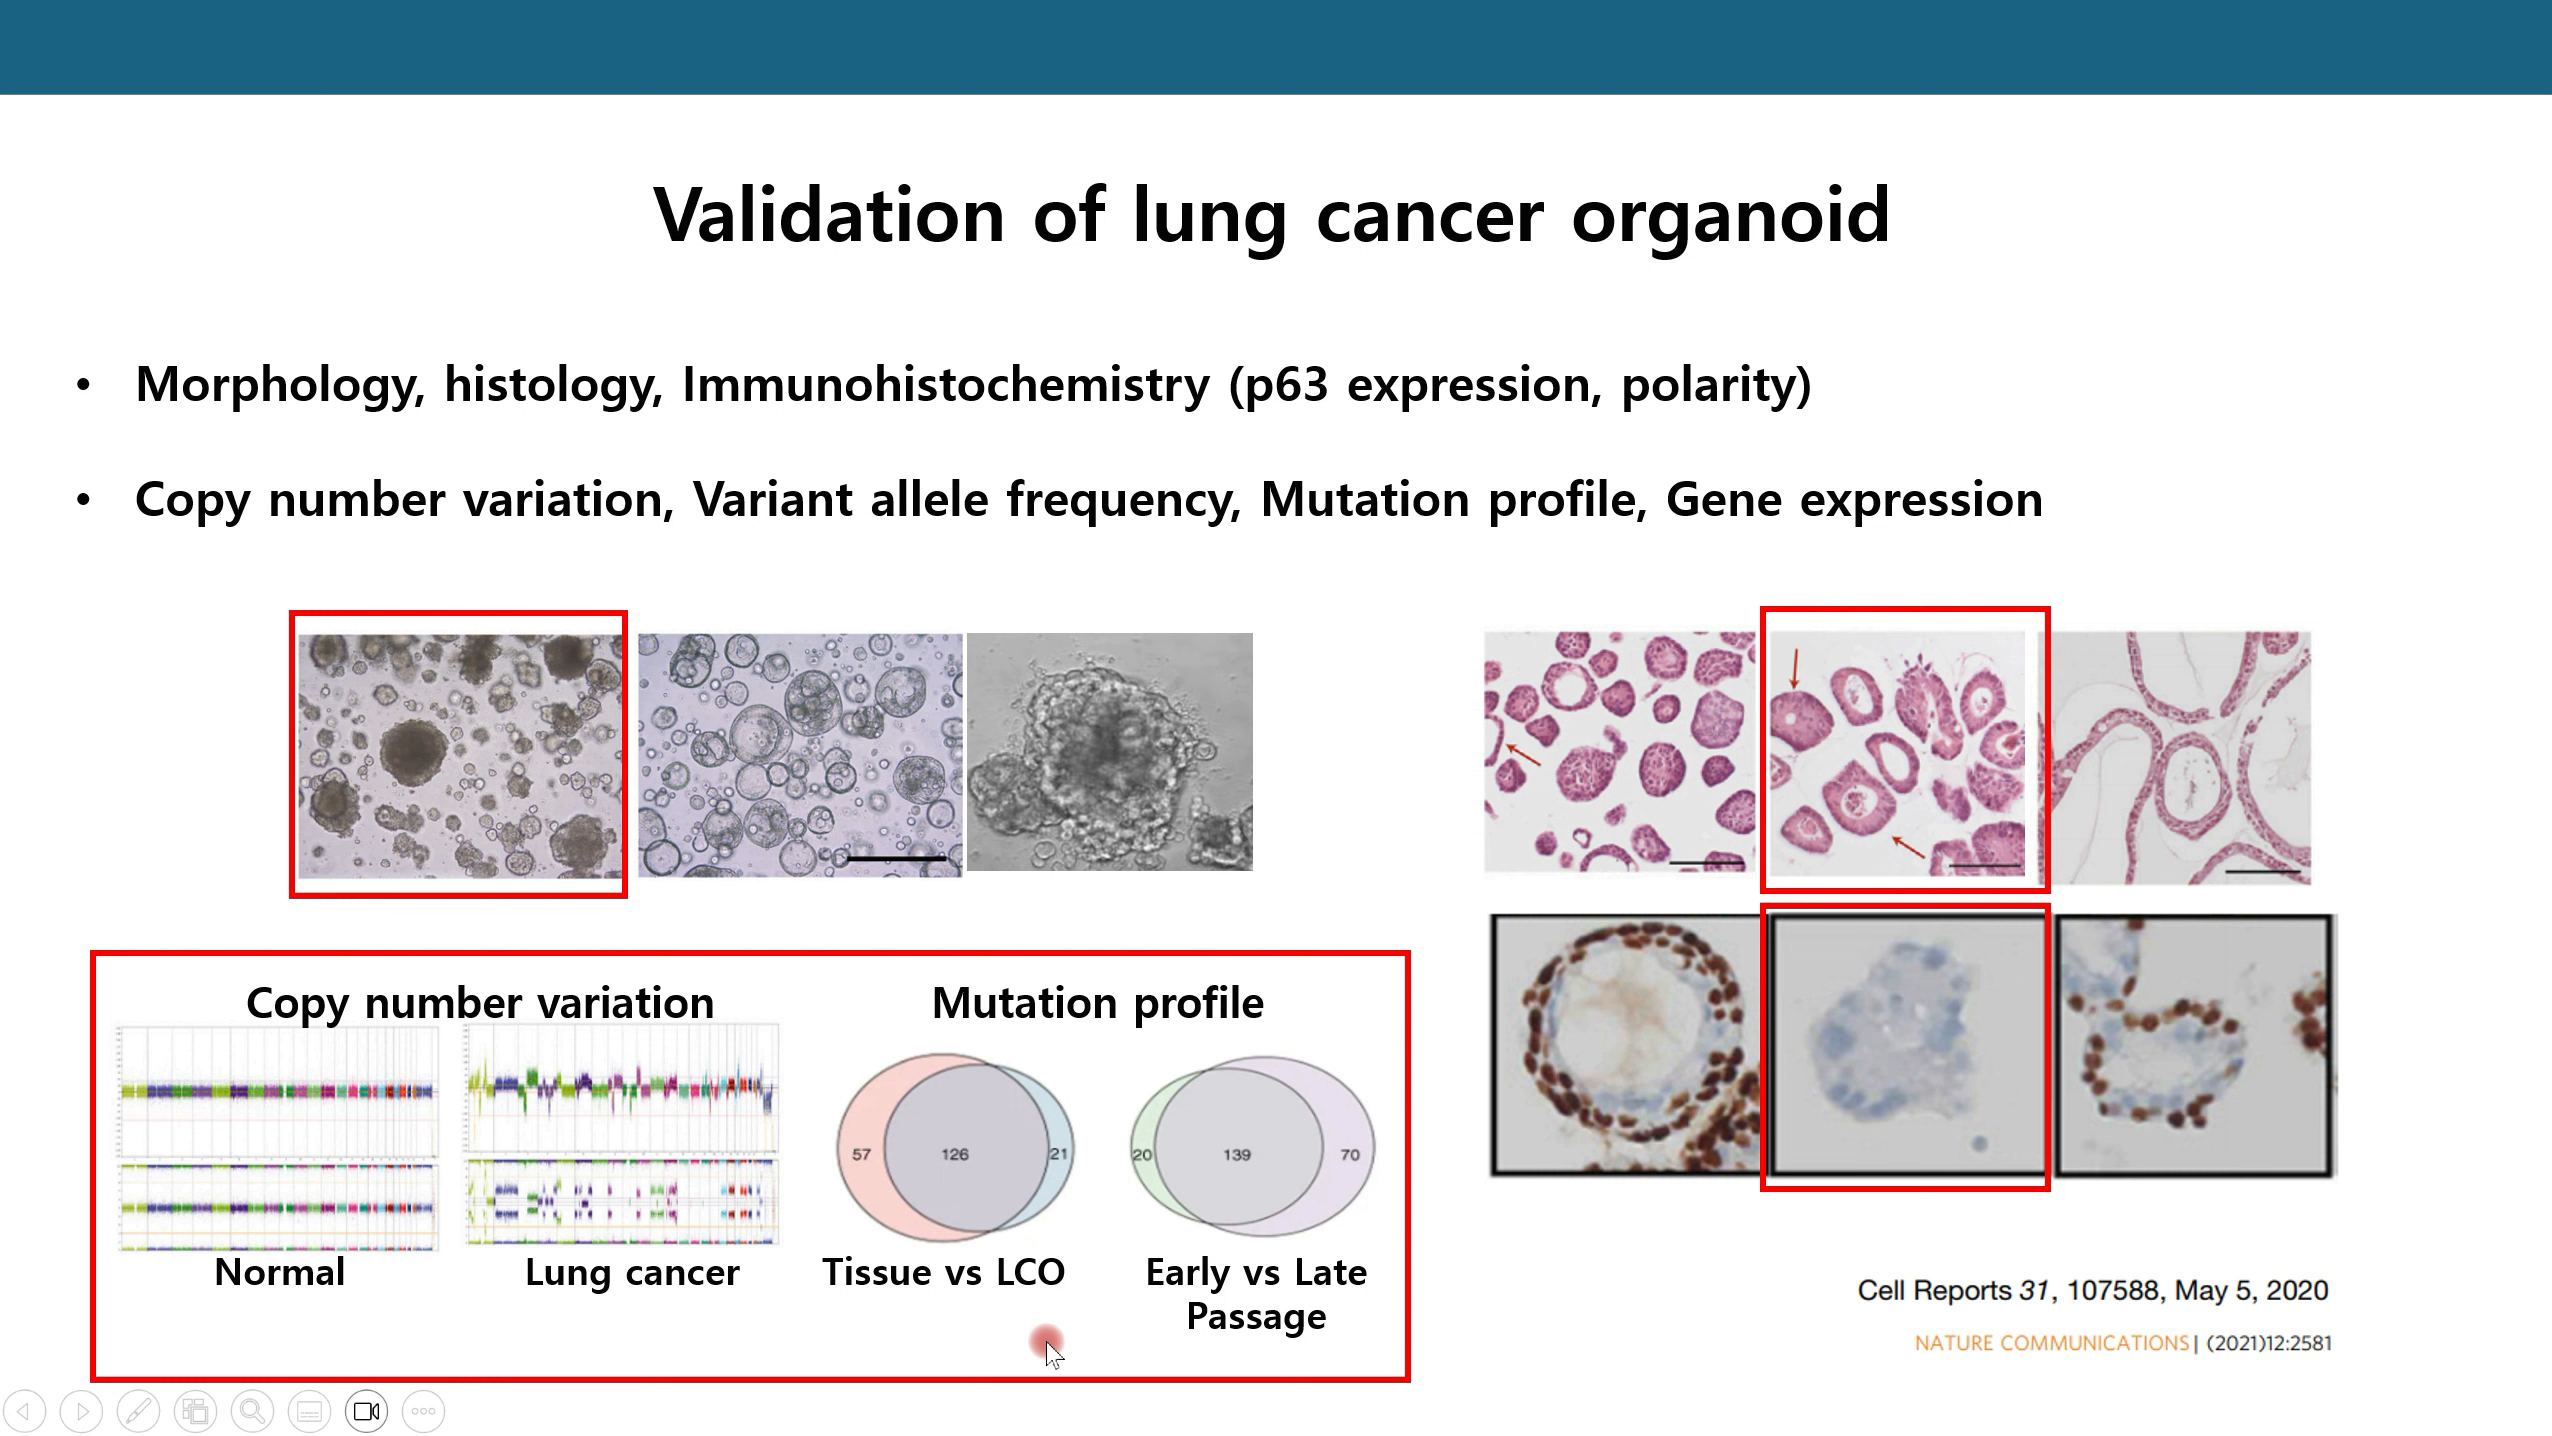 Validation of lung cancer organoid
• Morphology, histology, Immunohistochemistry (p63 expression, polarity)
• Copy number variation, Variant allele frequency, Mutation profile, Gene expression
Copy number variation
Mutation profile
57
126
21
20
139
70
Normal
Lung cancer
Tissue vs LCO
Early vs Late
Passage
Cell Reports 31, 107588, May 5, 2020
NATURE COMMUNICATIONS| (2021)12:2581